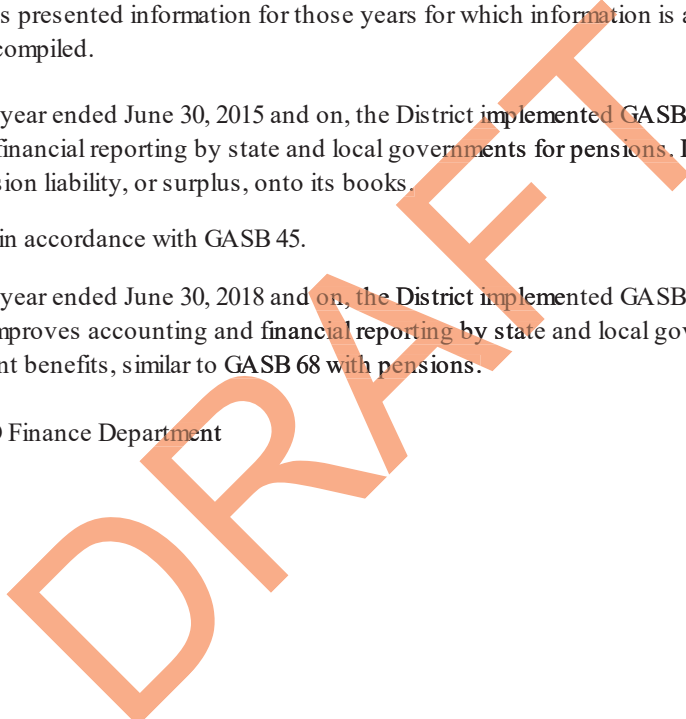 s presented information for those years for which information is a
compiled.
year ended June 30, 2015 and on, the District implemented GASB
financial reporting by state and local governments for pensions. I
sion liability, or surplus, onto its books.
in accordance with GASB 45.
year ended June 30, 2018 and on, the District implemented GASB
mproves accounting and financial reporting by state and local gov
nt benefits, similar to GASB 68 with pensions.
Finance Department
DRAFT